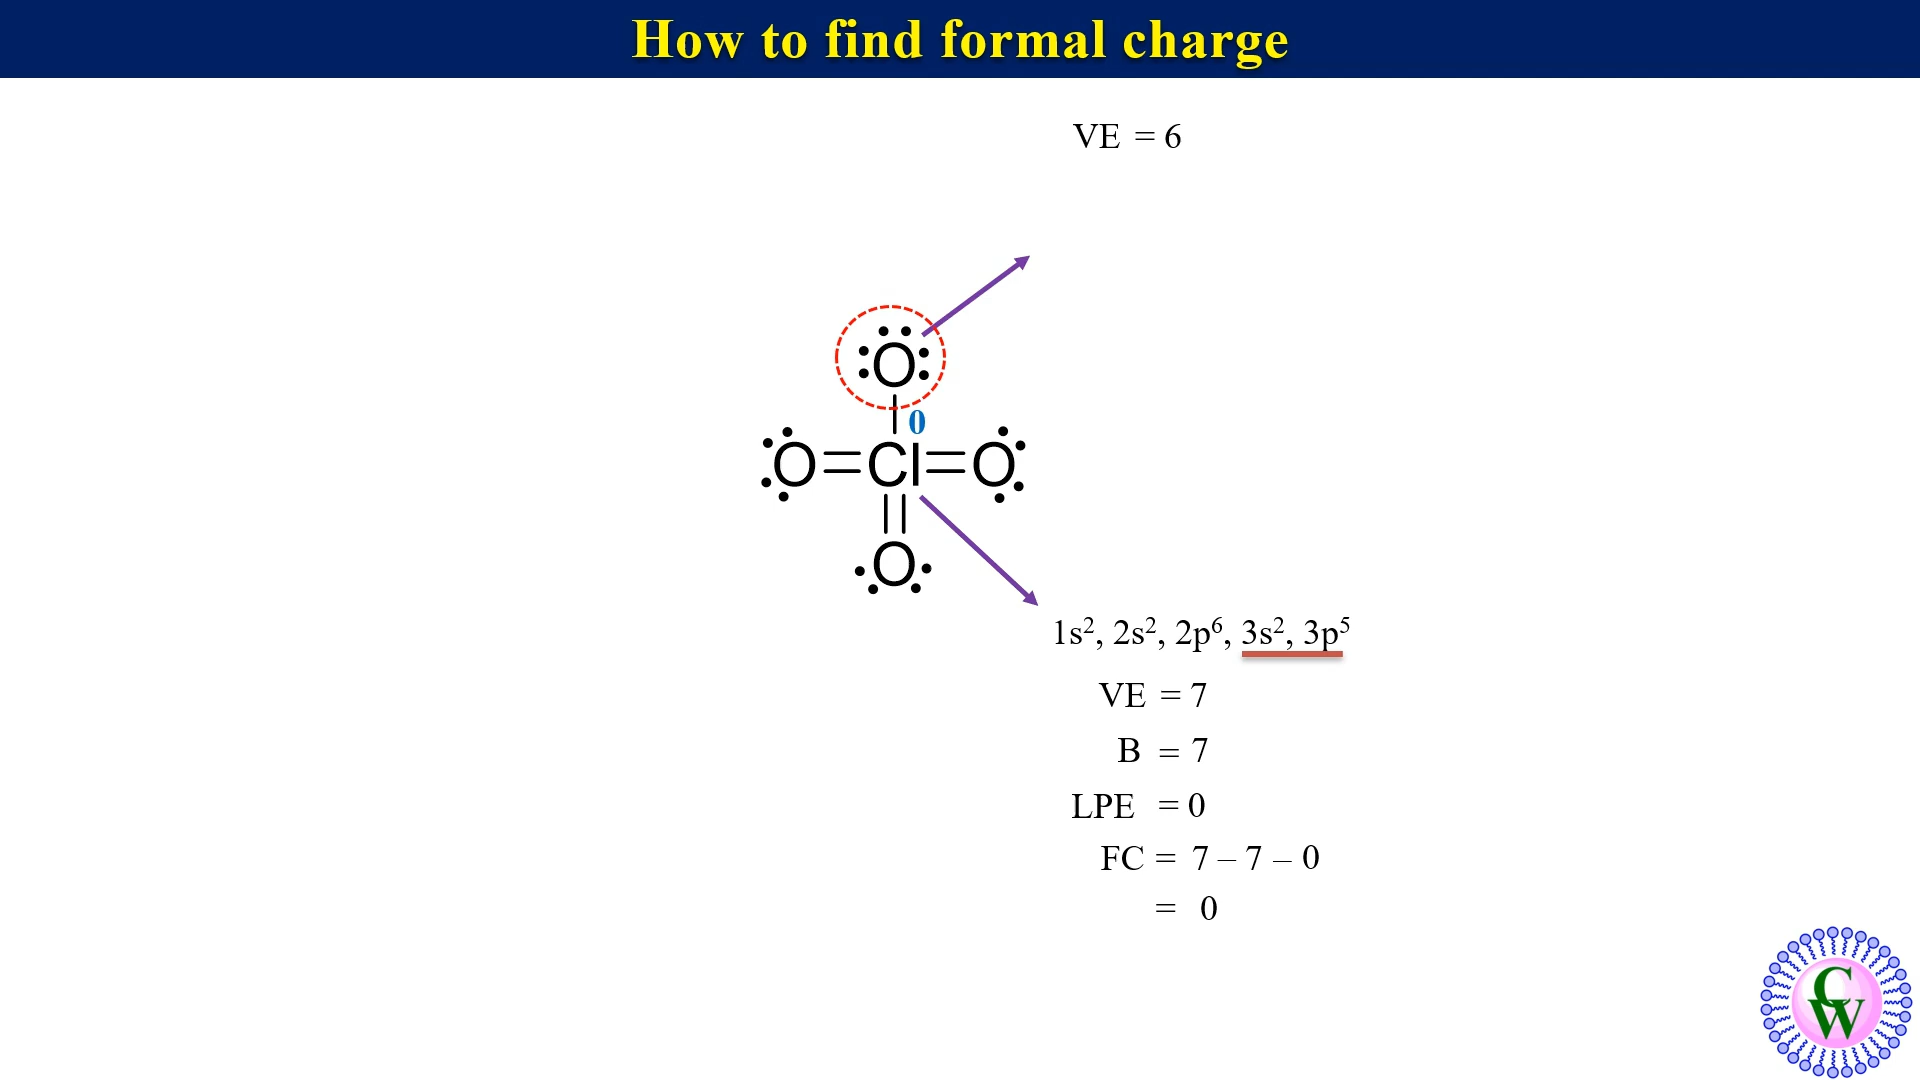 How to find formal charge
VE = 6
O
0
O=Cl=O
O
1s², 2s², 2p⁶, 3s², 3p⁵
VE = 7
B = 7
LPE = 0
FC = 7 – 7 – 0
= 0
CW